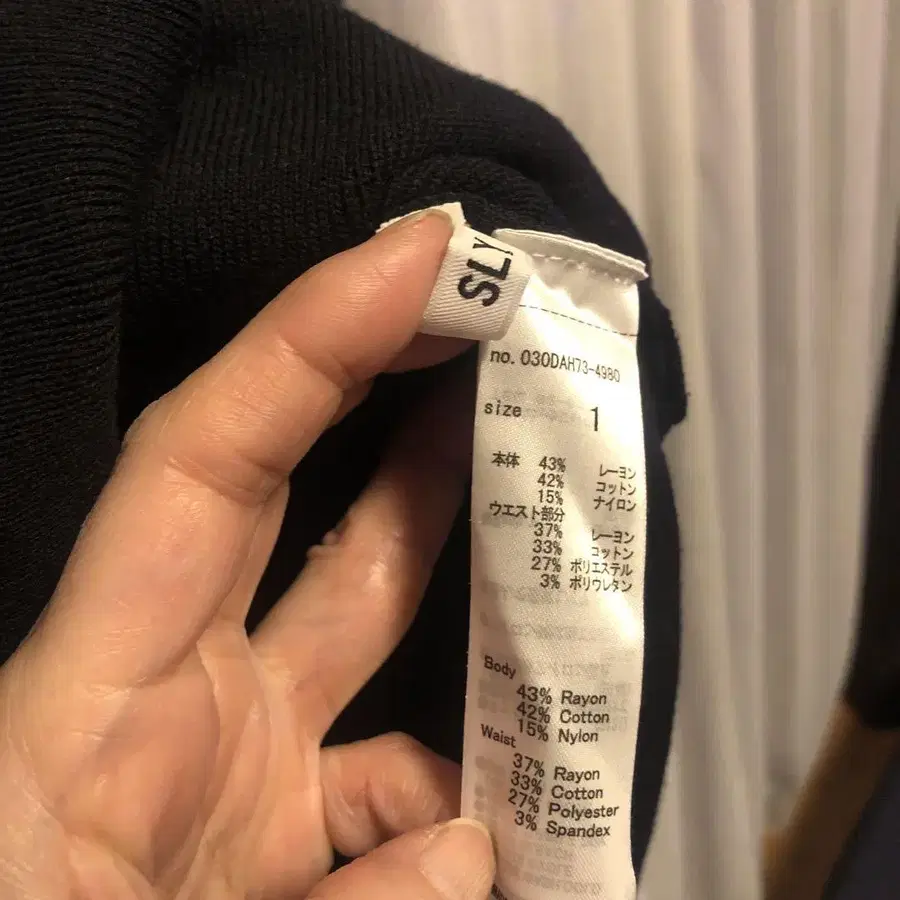 SLY
no. 030DAH73-4980
size 1
本体 43% レーヨン
42% コットン
15% ナイロン
ウエスト部分
37% レーヨン
33% コットン
27% ポリエステル
3% ポリウレタン
Body
43% Rayon
42% Cotton
15% Nylon
Waist
37% Rayon
33% Cotton
27% Polyester
3% Spandex